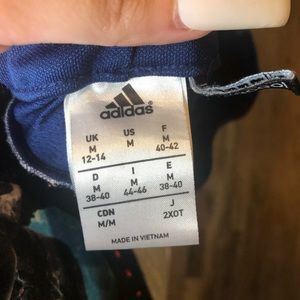 adidas
UK US F
M M M
12-14 40-42
D I E
M M M
38-40 44-46 38-40
CDN J
M/M 2XOT
MADE IN VIETNAM